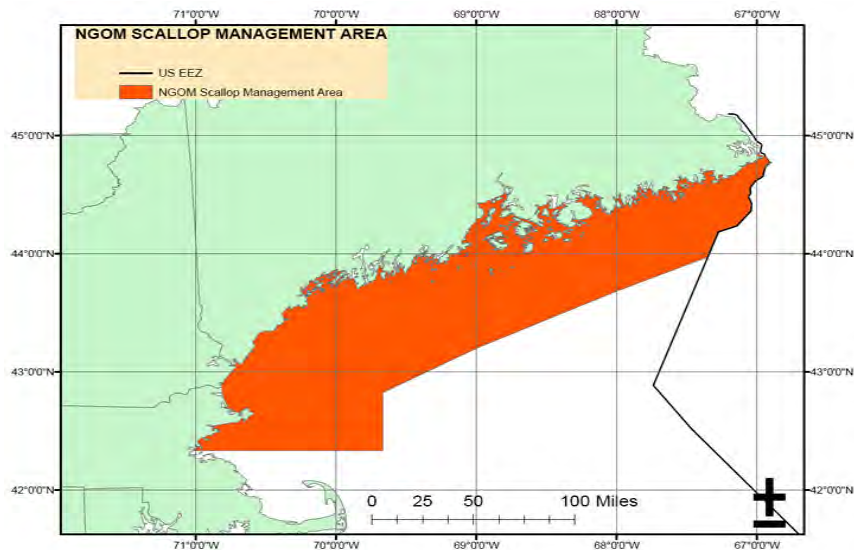 71°0'0"W 70°0'0"W 69°0'0"W 68°0'0"W 67°0'0"W
NGOM SCALLOP MANAGEMENT AREA
US EEZ
NGOM Scallop Management Area
45°0'0"N 45°0'0"N
44°0'0"N 44°0'0"N
43°0'0"N 43°0'0"N
42°0'0"N 42°0'0"N
0 25 50 100 Miles
71°0'0"W 70°0'0"W 69°0'0"W 68°0'0"W 67°0'0"W